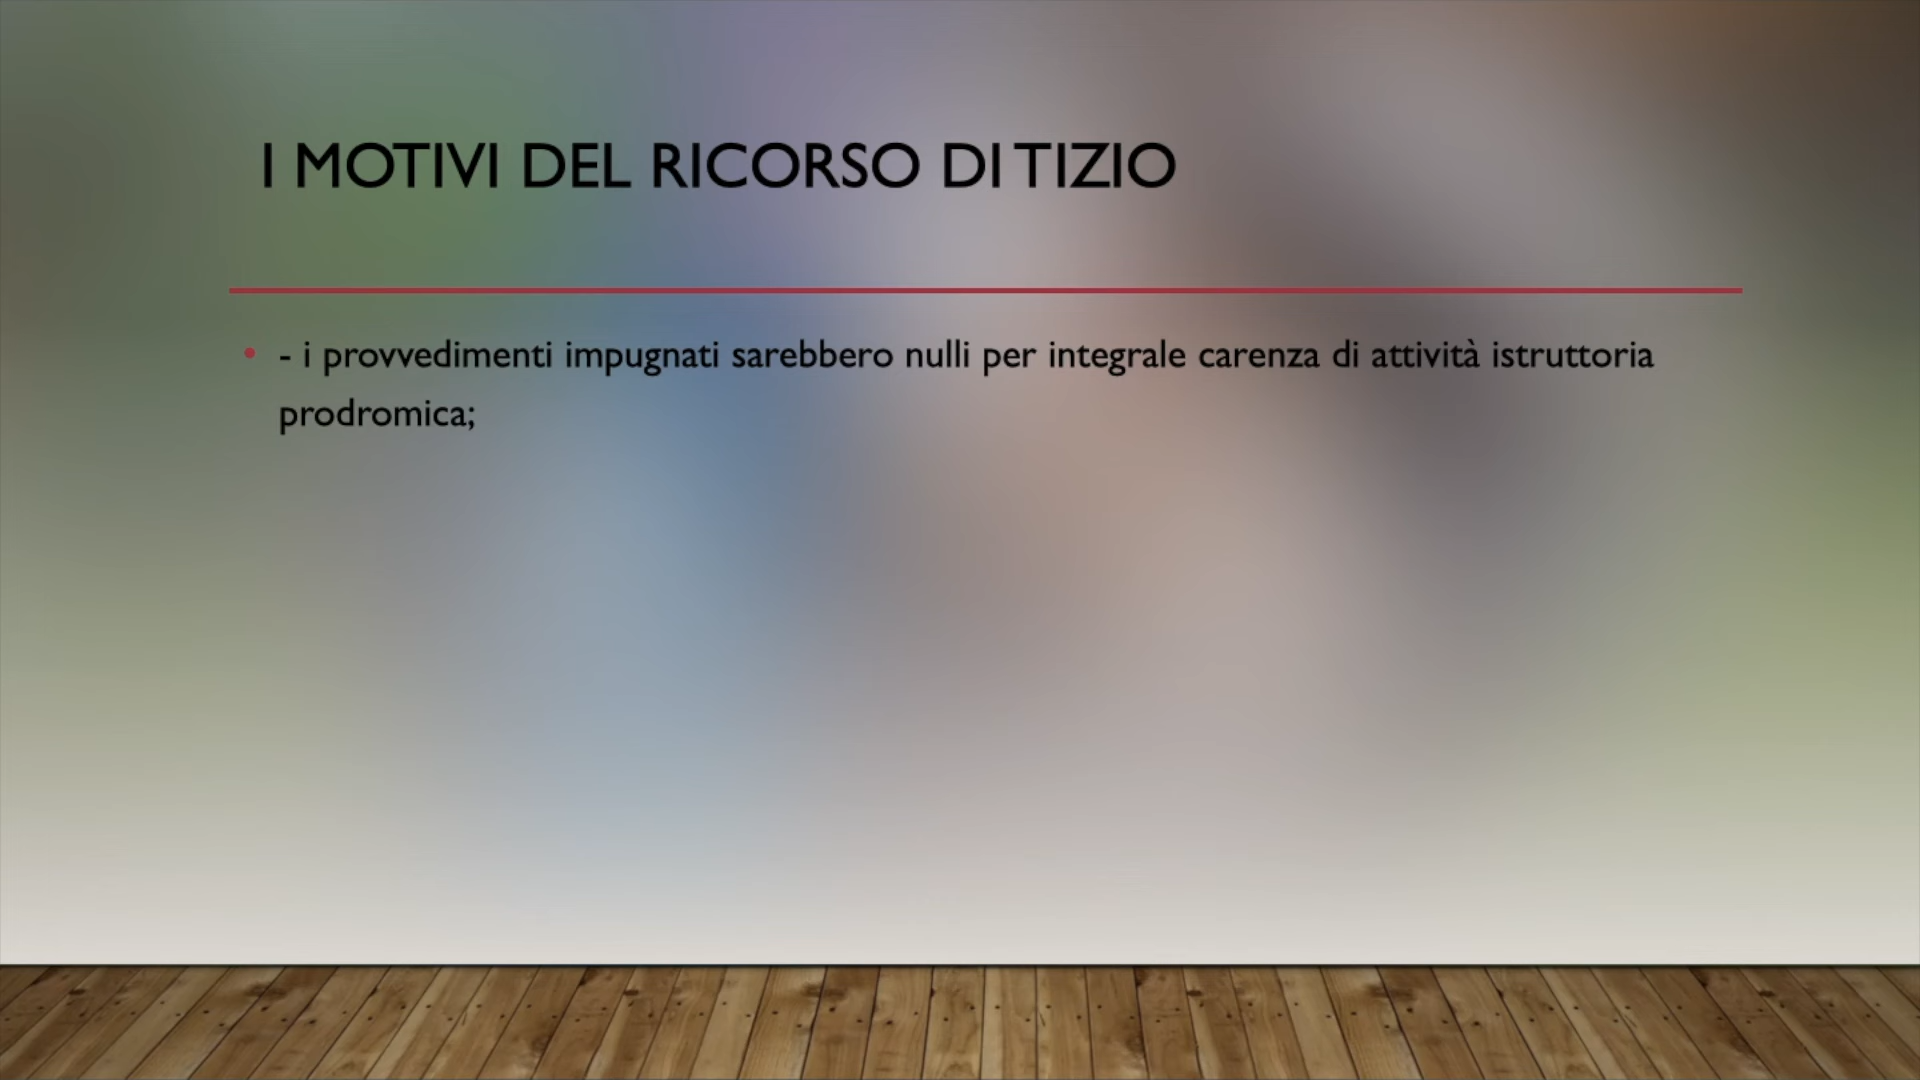 I MOTIVI DEL RICORSO DI TIZIO
• - i provvedimenti impugnati sarebbero nulli per integrale carenza di attività istruttoria
prodromica;